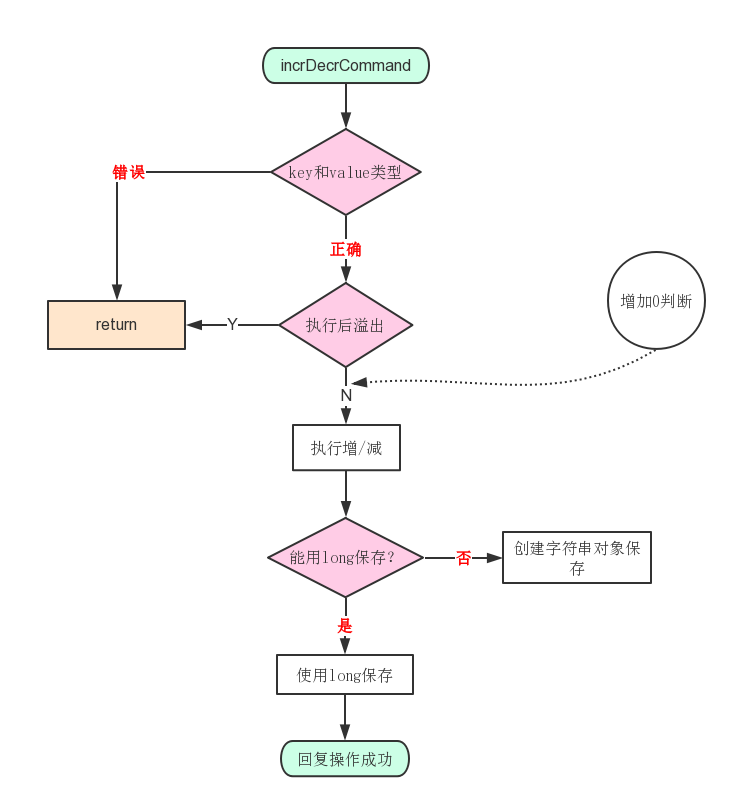 incrDecrCommand
key和value类型
错误
正确
增加0判断
return
Y
执行后溢出
N
执行增/减
能用long保存?
否
创建字符串对象保
存
是
使用long保存
回复操作成功